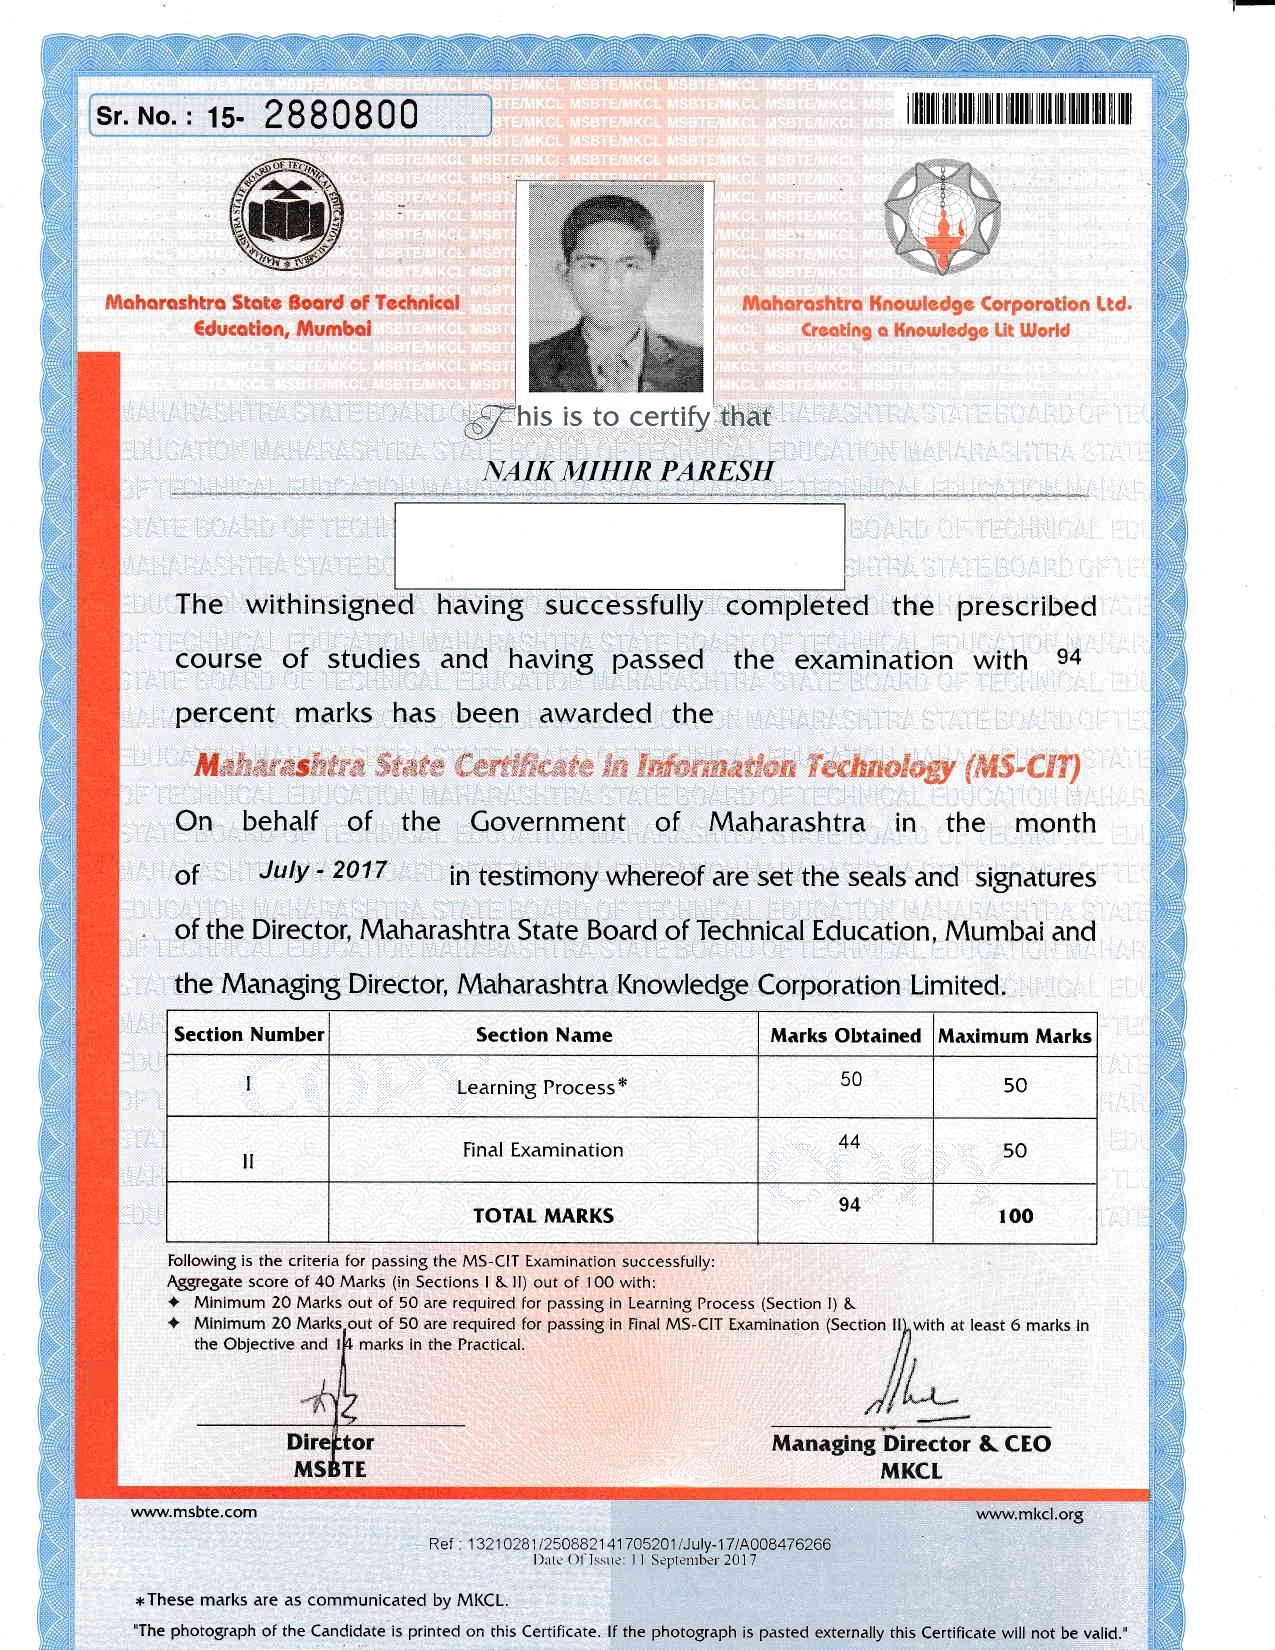 Sr. No. : 15- 2880800
MAHARASHTRA STATE BOARD OF TECHNICAL EDUCATION MUMBAI
Maharashtra State Board of Technical
Education, Mumbai
Maharashtra Knowledge Corporation Ltd.
Creating a Knowledge Lit World
This is to certify that
NAIK MIHIR PARESH
The withinsigned having successfully completed the prescribed
course of studies and having passed the examination with 94
percent marks has been awarded the
Maharashtra State Certificate in Information Technology (MS-CIT)
On behalf of the Government of Maharashtra in the month
of July - 2017 in testimony whereof are set the seals and signatures
of the Director, Maharashtra State Board of Technical Education, Mumbai and
the Managing Director, Maharashtra Knowledge Corporation Limited.
Section Number Section Name Marks Obtained Maximum Marks
I Learning Process* 50 50
II Final Examination 44 50
TOTAL MARKS 94 100
Following is the criteria for passing the MS-CIT Examination successfully:
Aggregate score of 40 Marks (in Sections I & II) out of 100 with:
◆ Minimum 20 Marks out of 50 are required for passing in Learning Process (Section I) &
◆ Minimum 20 Marks out of 50 are required for passing in Final MS-CIT Examination (Section II) with at least 6 marks in
the Objective and 14 marks in the Practical.
Director
MSBTE
Managing Director & CEO
MKCL
www.msbte.com
www.mkcl.org
Ref : 13210281/250882141705201/July-17/A008476266
Date Of Issue: 11 September 2017
*These marks are as communicated by MKCL.
"The photograph of the Candidate is printed on this Certificate. If the photograph is pasted externally this Certificate will not be valid."